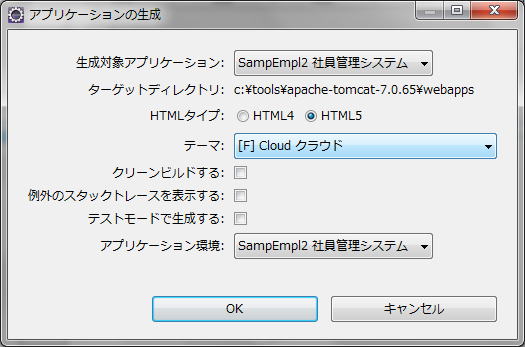 アプリケーションの生成
生成対象アプリケーション: SampEmpl2 社員管理システム
ターゲットディレクトリ: c:¥tools¥apache-tomcat-7.0.65¥webapps
HTMLタイプ: HTML4 HTML5
テーマ: [F] Cloud クラウド
クリーンビルドする:
例外のスタックトレースを表示する:
テストモードで生成する:
アプリケーション環境: SampEmpl2 社員管理システム
OK キャンセル